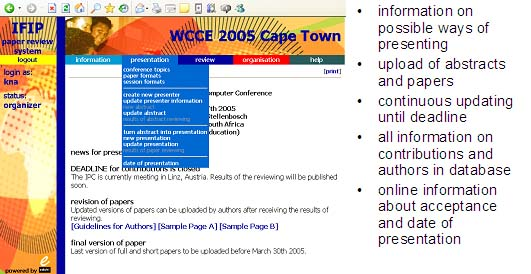 IFIP
paper review
system
logout
login as:
kna
status:
organizer
powered by
WCCE 2005 Cape Town
information
presentation
review
organisation
help
conference topics
paper formats
session formats
create new presenter
update presenter information
new abstract
update abstract
results of abstract reviewing
turn abstract into presentation
new presentation
update presentation
results of paper reviewing
date of presentation
[print]
omputer Conference
7th 2005
tellenbosch
outh Africa
ducation)
news for prese
DEADLINE for contributions is closed
The IPC is currently meeting in Linz, Austria. Results of the reviewing will be published
soon.
revision of papers
Updated versions of papers can be uploaded by authors after receiving the results of
reviewing.
[Guidelines for Authors] [Sample Page A] [Sample Page B]
final version of paper
Last version of full and short papers to be uploaded before March 30th 2005.
• information on
possible ways of
presenting
• upload of abstracts
and papers
• continuous updating
until deadline
• all information on
contributions and
authors in database
• online information
about acceptance
and date of
presentation